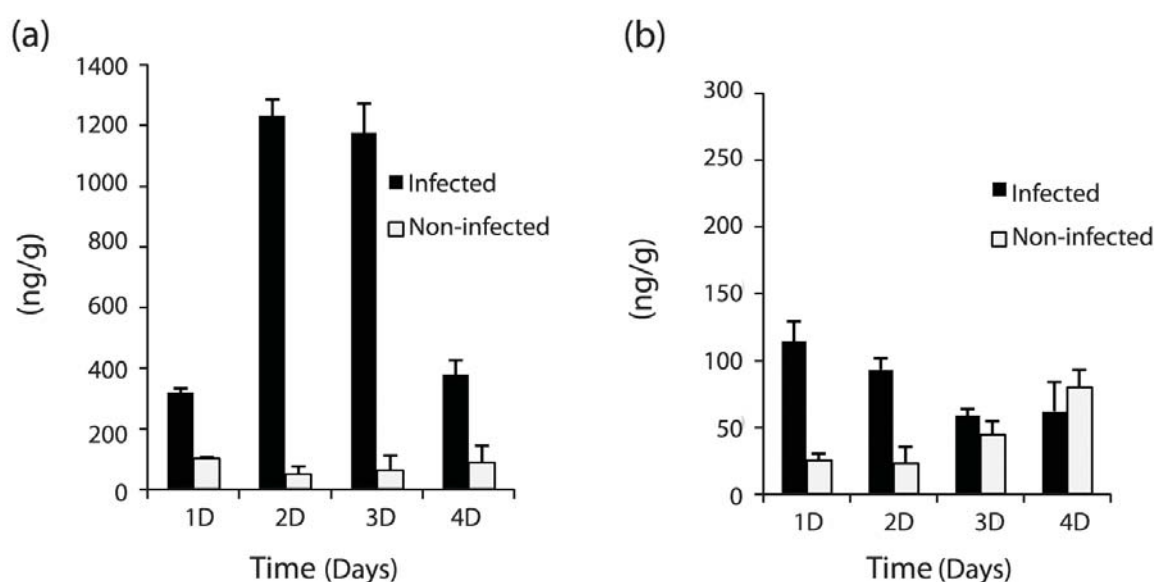 (a)
1400
1200
1000
800
600
400
200
0
(ng/g)
Infected
Non-infected
1D 2D 3D 4D
Time (Days)
(b)
300
250
200
150
100
50
0
(ng/g)
Infected
Non-infected
1D 2D 3D 4D
Time (Days)